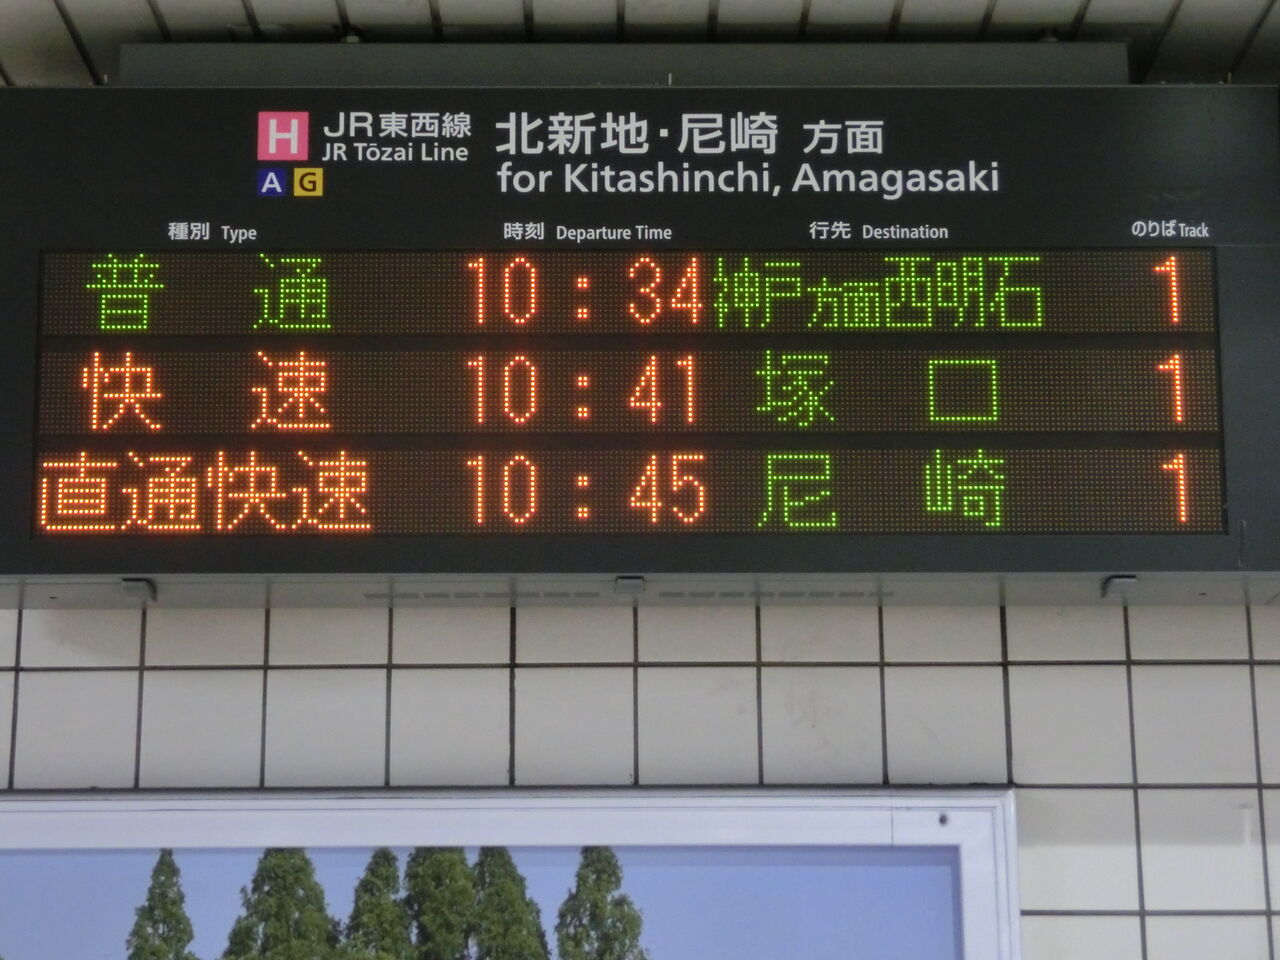 H JR東西線 北新地・尼崎 方面
JR Tōzai Line for Kitashinchi, Amagasaki
A G
種別 Type 時刻 Departure Time 行先 Destination のりば Track
普通 10:34 神戸方面西明石 1
快速 10:41 塚口 1
直通快速 10:45 尼崎 1